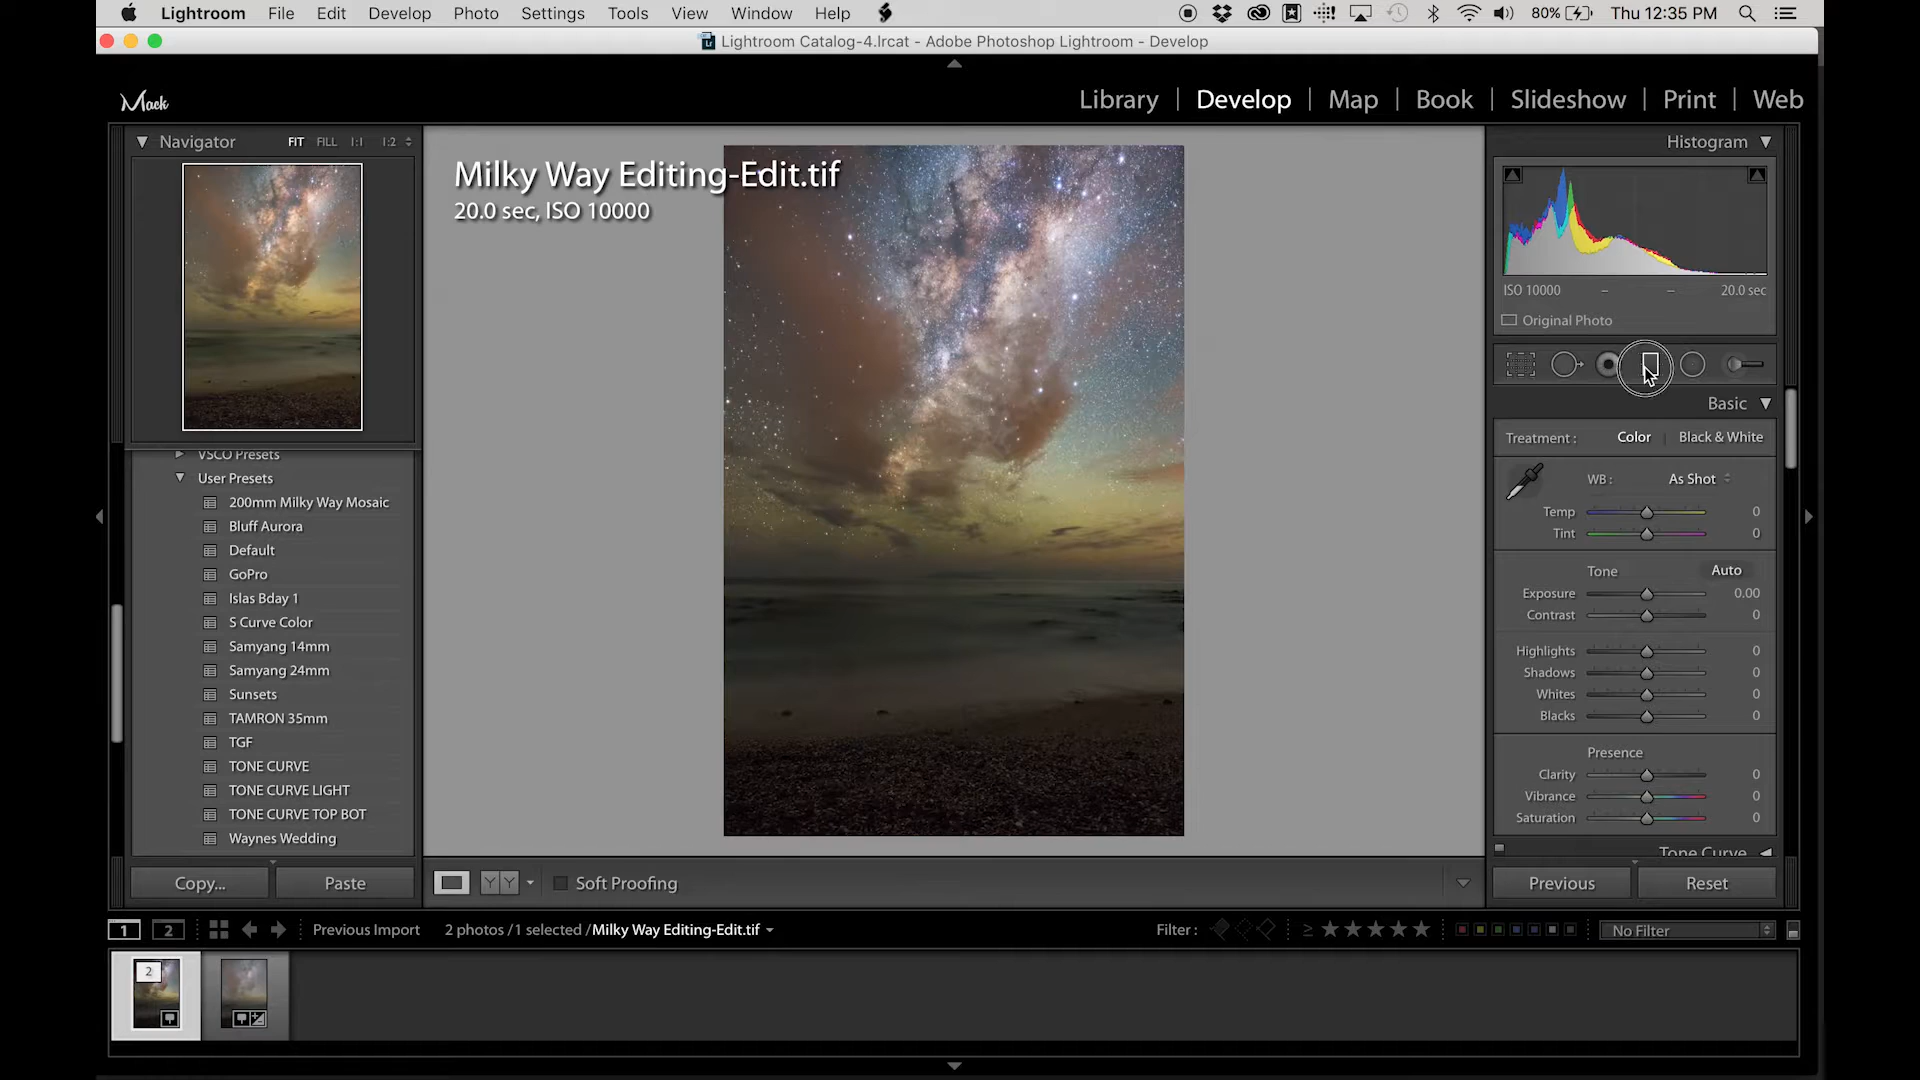 Lightroom File Edit Develop Photo Settings Tools View Window Help 80% Thu 12:35 PM
Lightroom Catalog-4.lrcat - Adobe Photoshop Lightroom - Develop
Mack
Library | Develop | Map | Book | Slideshow | Print | Web
Navigator FIT FILL 1:1 1:2
Histogram
Milky Way Editing-Edit.tif
20.0 sec, ISO 10000
ISO 10000 – – 20.0 sec
Original Photo
Basic
Treatment : Color | Black & White
WB : As Shot
Temp 0
Tint 0
Tone Auto
Exposure 0.00
Contrast 0
Highlights 0
Shadows 0
Whites 0
Blacks 0
Presence
Clarity 0
Vibrance 0
Saturation 0
Tone Curve
VSCO Presets
User Presets
200mm Milky Way Mosaic
Bluff Aurora
Default
GoPro
Islas Bday 1
S Curve Color
Samyang 14mm
Samyang 24mm
Sunsets
TAMRON 35mm
TGF
TONE CURVE
TONE CURVE LIGHT
TONE CURVE TOP BOT
Waynes Wedding
Copy... Paste
Y Y
Soft Proofing
Previous Reset
1 2 Previous Import 2 photos /1 selected /Milky Way Editing-Edit.tif
Filter : ≥ ★★★★★ No Filter
2